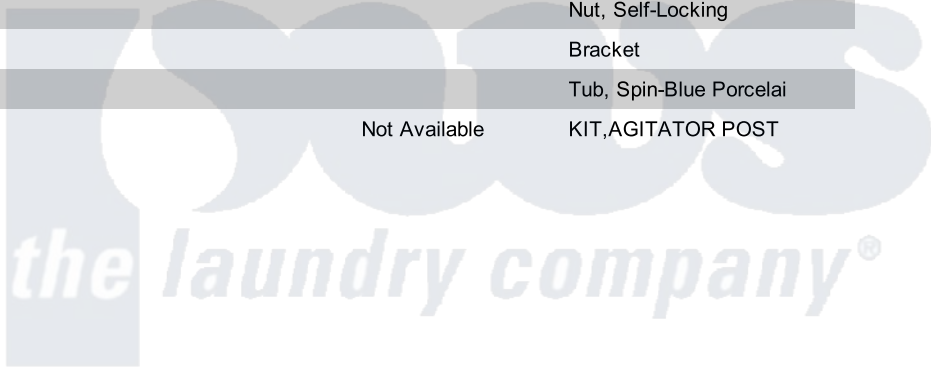 Nut, Self-Locking
Bracket
Tub, Spin-Blue Porcelai
Not Available KIT,AGITATOR POST
the laundry company®